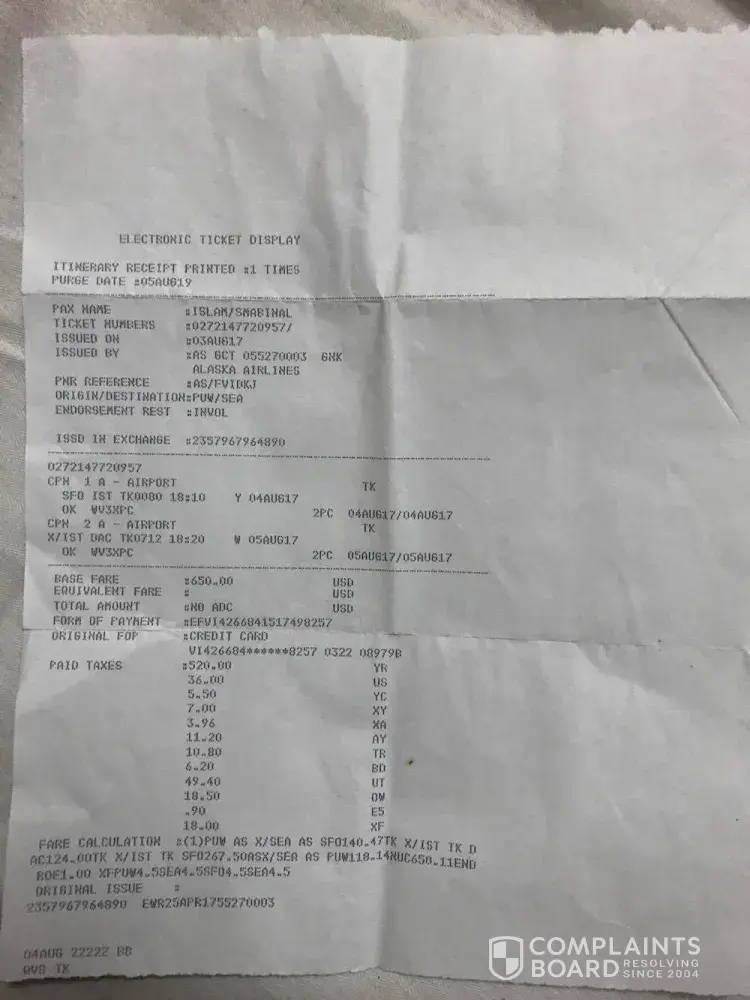 ELECTRONIC TICKET DISPLAY
ITINERARY RECEIPT PRINTED :1 TIMES
PURGE DATE :05AUG19
PAX NAME :ISLAM/SMABINAL
TICKET NUMBERS :0272147720957/
ISSUED ON :03AUG17
ISSUED BY :AS GCT 055270003 GNK
ALASKA AIRLINES
PNR REFERENCE :AS/FVIDKJ
ORIGIN/DESTINATION:PUW/SEA
ENDORSEMENT REST :INVOL
ISSD IN EXCHANGE :2357967964890
0272147720957
CPN 1 A - AIRPORT TK
SFO IST TK0080 18:10 Y 04AUG17
OK WV3XPC 2PC 04AUG17/04AUG17
CPN 2 A - AIRPORT TK
X/IST DAC TK0712 18:20 W 05AUG17
OK WV3XPC 2PC 05AUG17/05AUG17
BASE FARE :650.00 USD
EQUIVALENT FARE : USD
TOTAL AMOUNT :NO ADC USD
FORM OF PAYMENT :EFVI4266841517498257
ORIGINAL FOP :CREDIT CARD
VI426684******8257 0322 08979B
PAID TAXES :520.00 YR
36.00 US
5.50 YC
7.00 XY
3.96 XA
11.20 AY
10.80 TR
6.20 BD
49.40 UT
18.50 OW
.90 E5
18.00 XF
FARE CALCULATION :(1)PUW AS X/SEA AS SFO140.47TK X/IST TK D
AC124.00TK X/IST TK SFO267.50ASX/SEA AS PUW118.14NUC650.11END
ROE1.00 XFPUW4.5SEA4.5SFO4.5SEA4.5
ORIGINAL ISSUE :
2357967964890 EWR25APR1755270003
04AUG 2222Z BB
QVS TK
COMPLAINTS
BOARD RESOLVING
SINCE 2004